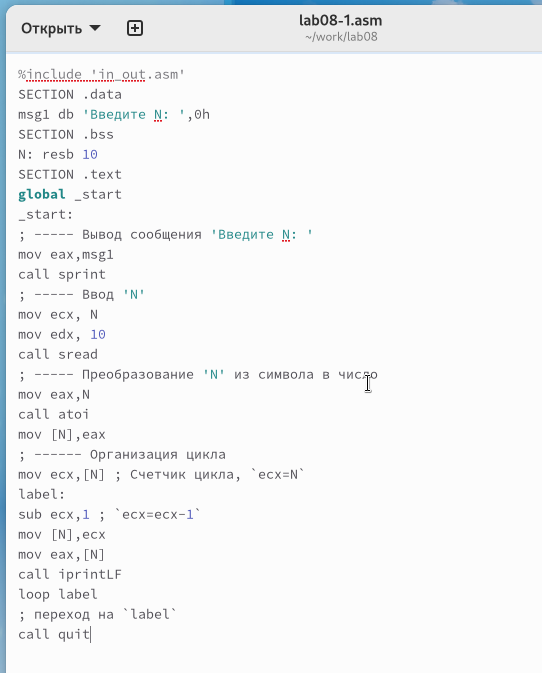 Открыть
lab08-1.asm
~/work/lab08
%include 'in_out.asm'
SECTION .data
msg1 db 'Введите N: ',0h
SECTION .bss
N: resb 10
SECTION .text
global _start
_start:
; ----- Вывод сообщения 'Введите N: '
mov eax,msg1
call sprint
; ----- Ввод 'N'
mov ecx, N
mov edx, 10
call sread
; ----- Преобразование 'N' из символа в число
mov eax,N
call atoi
mov [N],eax
; ------ Организация цикла
mov ecx,[N] ; Счетчик цикла, `ecx=N`
label:
sub ecx,1 ; `ecx=ecx-1`
mov [N],ecx
mov eax,[N]
call iprintLF
loop label
; переход на `label`
call quit